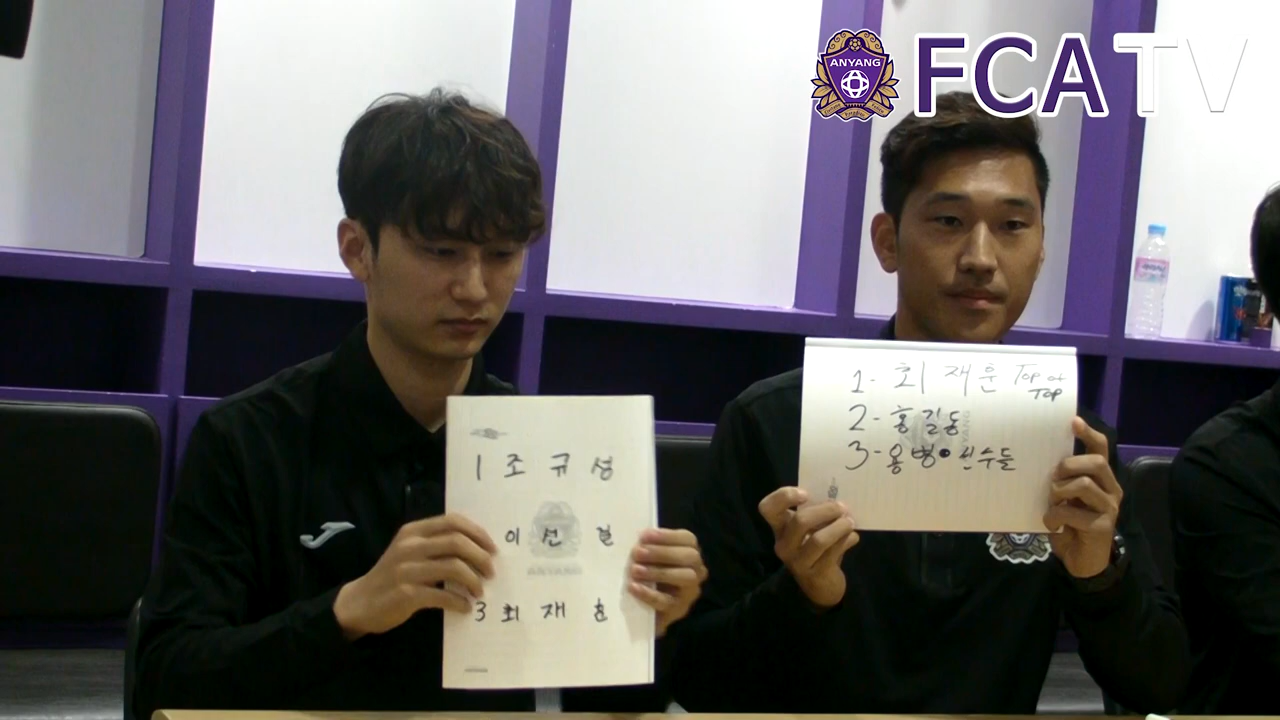 ANYANG
FCATV
1 조 규 성
이 선 걸
ANYANG
3 최 재 훈
1- 최 재 훈 Top of
TOP
2- 홍 길 동
3- 용 병 • 선 수 들